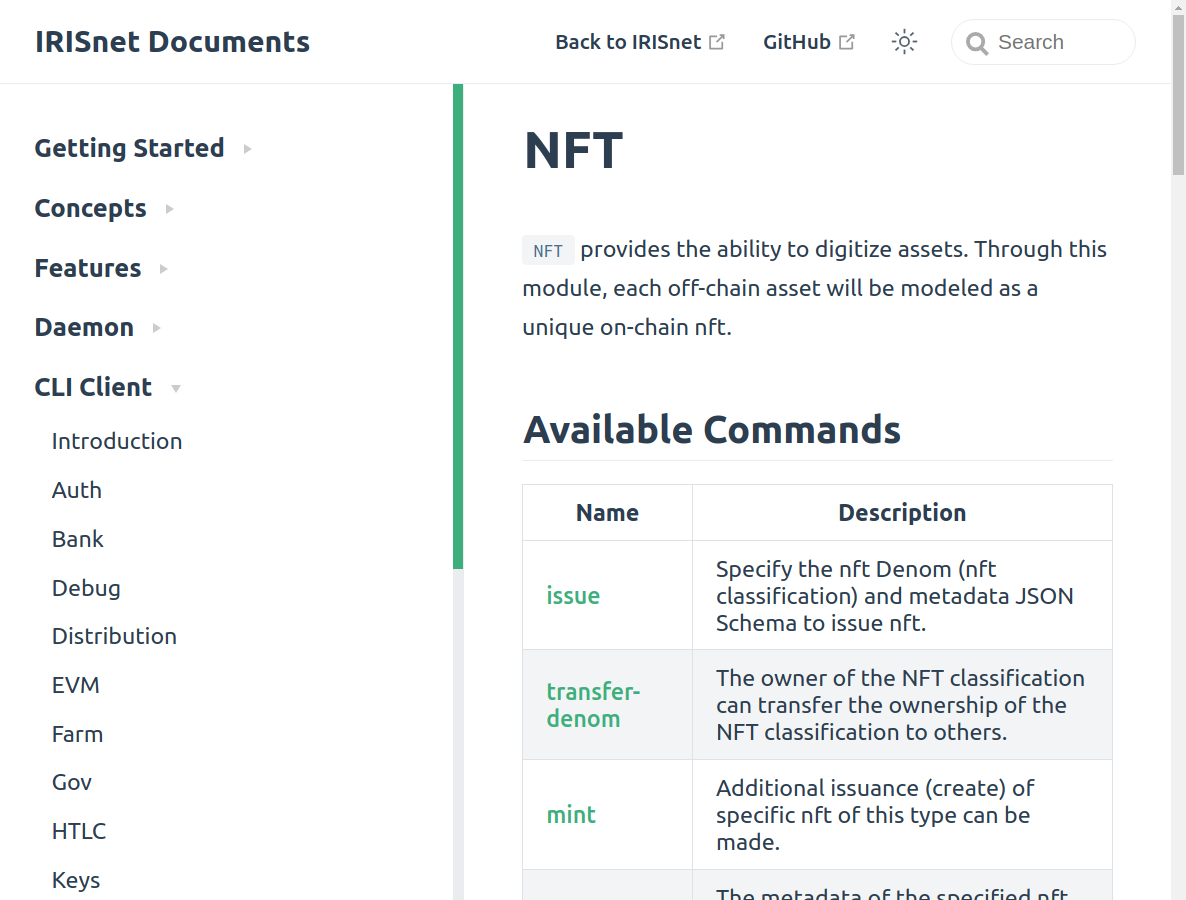 IRISnet Documents
Back to IRISnet
GitHub
Search
Getting Started
Concepts
Features
Daemon
CLI Client
Introduction
Auth
Bank
Debug
Distribution
EVM
Farm
Gov
HTLC
Keys
NFT
NFT provides the ability to digitize assets. Through this
module, each off-chain asset will be modeled as a
unique on-chain nft.
Available Commands
Name Description
issue
Specify the nft Denom (nft
classification) and metadata JSON
Schema to issue nft.
transfer-
denom
The owner of the NFT classification
can transfer the ownership of the
NFT classification to others.
mint
Additional issuance (create) of
specific nft of this type can be
made.
The metadata of the specified nft